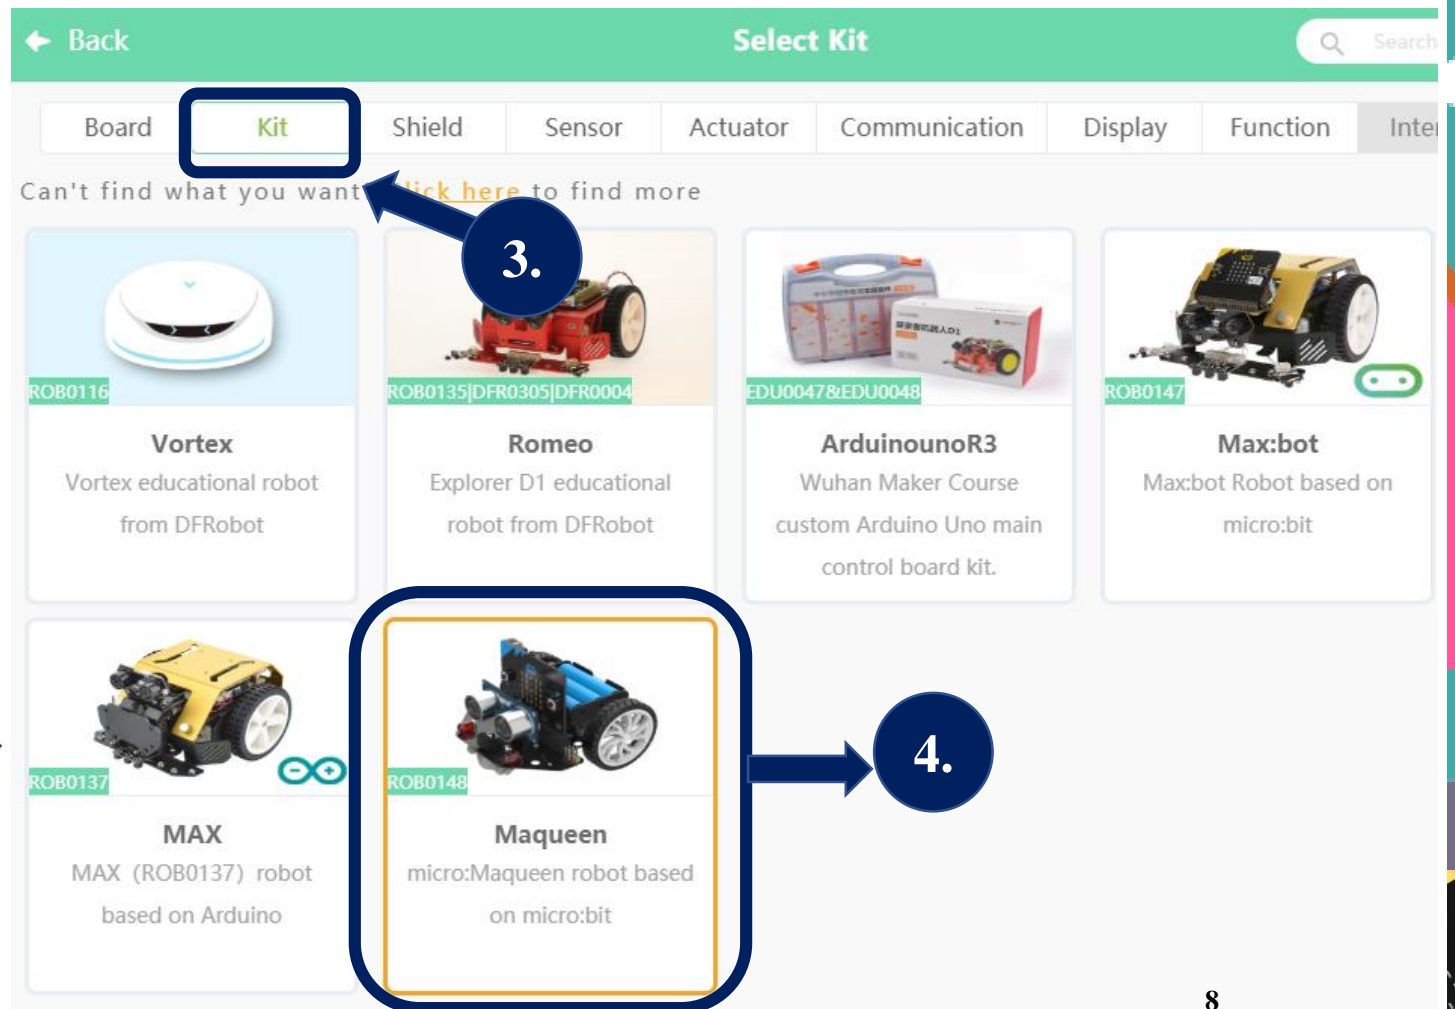 Back
Select Kit
Search
Board
Kit
Shield
Sensor
Actuator
Communication
Display
Function
Inter
Can't find what you want click here to find more
3.
ROB0116
Vortex
Vortex educational robot
from DFRobot
ROB0135|DFR0305|DFR0004
Romeo
Explorer D1 educational
robot from DFRobot
EDU0047&EDU0048
ArduinounoR3
Wuhan Maker Course
custom Arduino Uno main
control board kit.
ROB0147
Max:bot
Max:bot Robot based on
micro:bit
ROB0137
MAX
MAX（ROB0137）robot
based on Arduino
ROB0148
Maqueen
micro:Maqueen robot based
on micro:bit
4.
8